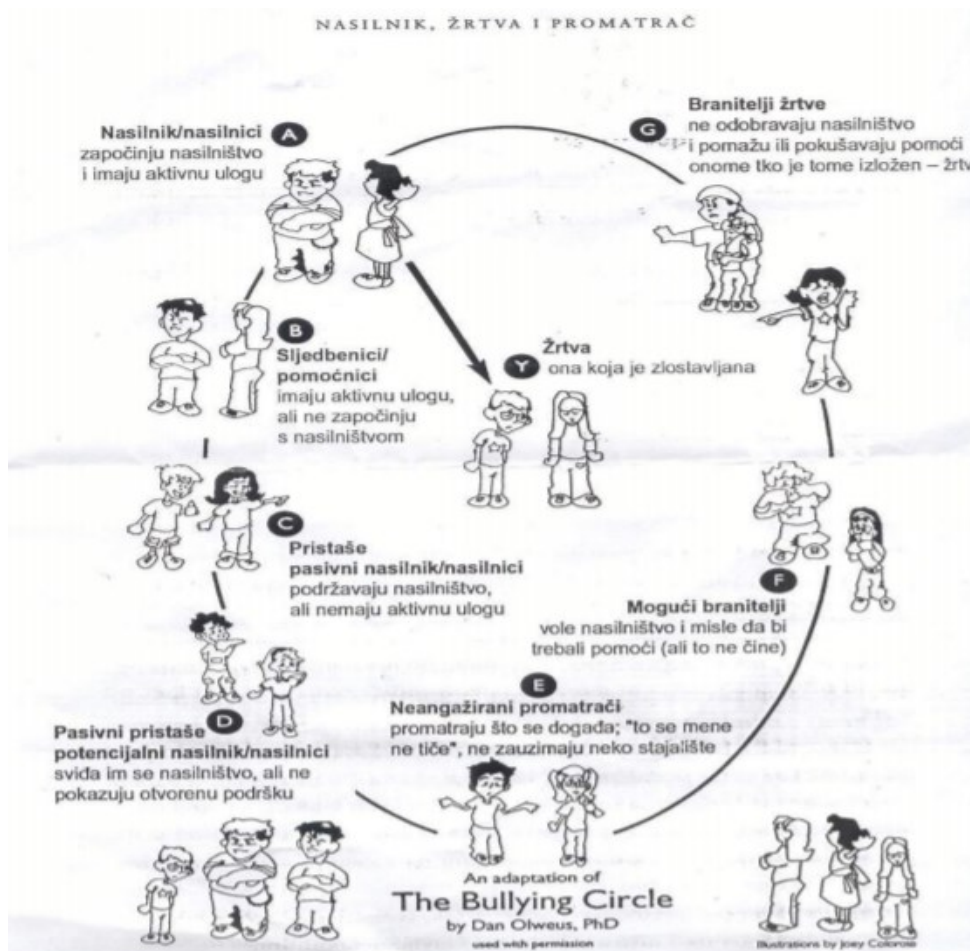 NASILNIK, ŽRTVA I PROMATRAČ
A
Nasilnik/nasilnici
započinju nasilništvo
i imaju aktivnu ulogu
G
Branitelji žrtve
ne odobravaju nasilništvo
i pomažu ili pokušavaju pomoći
onome tko je tome izložen – žrtv
B
Sljedbenici/
pomoćnici
imaju aktivnu ulogu,
ali ne započinju
s nasilništvom
Y
Žrtva
ona koja je zlostavljana
C
Pristaše
pasivni nasilnik/nasilnici
podržavaju nasilništvo,
ali nemaju aktivnu ulogu
F
Mogući branitelji
vole nasilništvo i misle da bi
trebali pomoći (ali to ne čine)
D
Pasivni pristaše
potencijalni nasilnik/nasilnici
sviđa im se nasilništvo, ali ne
pokazuju otvorenu podršku
E
Neangažirani promatrači
promatraju što se događa; "to se mene
ne tiče", ne zauzimaju neko stajalište
An adaptation of
The Bullying Circle
by Dan Olweus, PhD
used with permission
Illustrations by Joey Coloroso